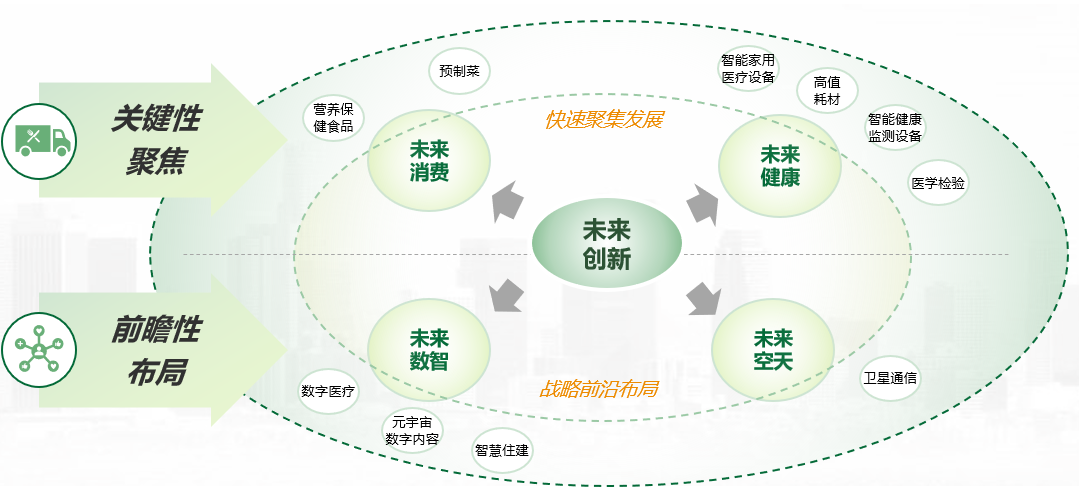 关键性
聚焦
营养保
健食品
预制菜
未来
消费
快速聚集发展
智能家用
医疗设备
高值
耗材
智能健康
监测设备
医学检验
未来
健康
未来
创新
前瞻性
布局
未来
数智
数字医疗
元宇宙
数字内容
智慧住建
战略前沿布局
未来
空天
卫星通信